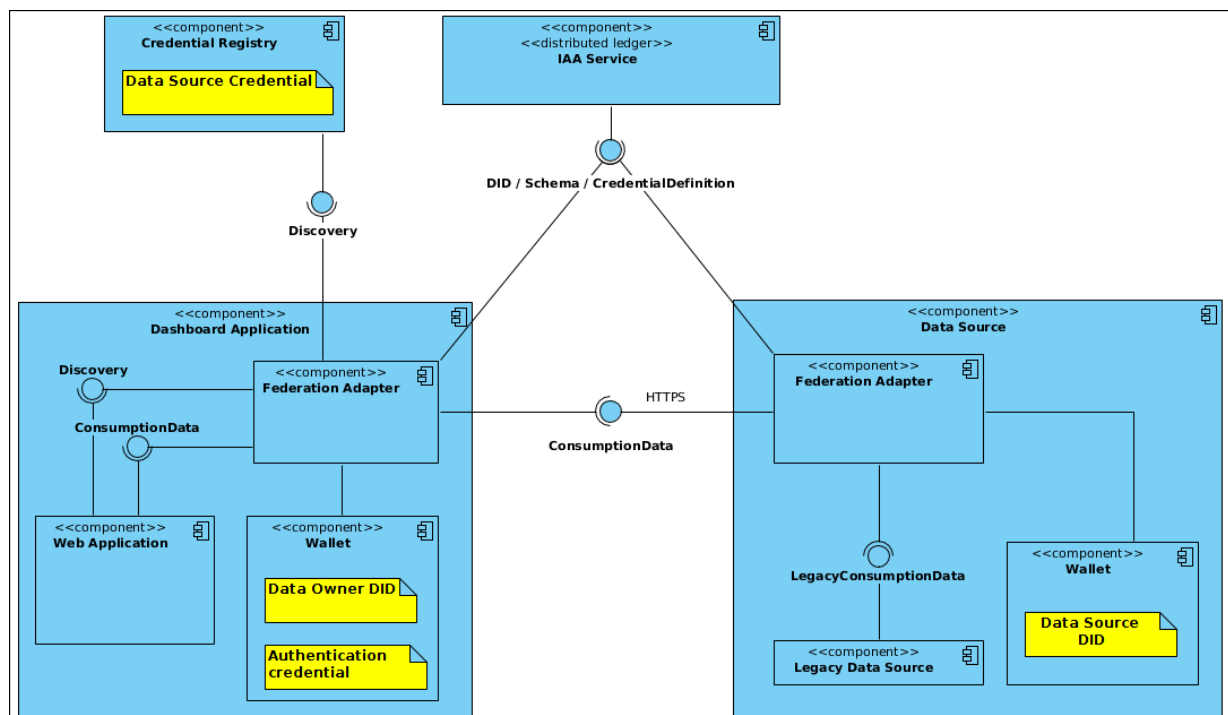 <<component>>
Credential Registry
Data Source Credential
<<component>>
<<distributed ledger>>
IAA Service
DID / Schema / CredentialDefinition
Discovery
<<component>>
Dashboard Application
<<component>>
Data Source
<<component>>
Federation Adapter
Discovery
ConsumptionData
<<component>>
Federation Adapter
HTTPS
ConsumptionData
<<component>>
Web Application
<<component>>
Wallet
Data Owner DID
Authentication
credential
LegacyConsumptionData
<<component>>
Legacy Data Source
<<component>>
Wallet
Data Source
DID